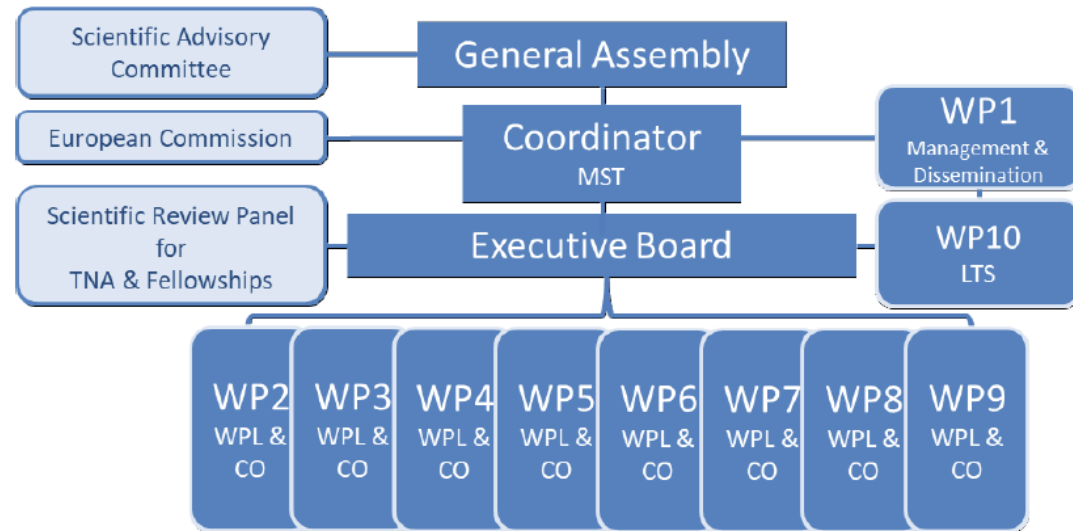 Scientific Advisory
Committee
General Assembly
European Commission
Coordinator
MST
WP1
Management &
Dissemination
Scientific Review Panel
for
TNA & Fellowships
Executive Board
WP10
LTS
WP2
WPL &
CO
WP3
WPL &
CO
WP4
WPL &
CO
WP5
WPL &
CO
WP6
WPL &
CO
WP7
WPL &
CO
WP8
WPL &
CO
WP9
WPL &
CO